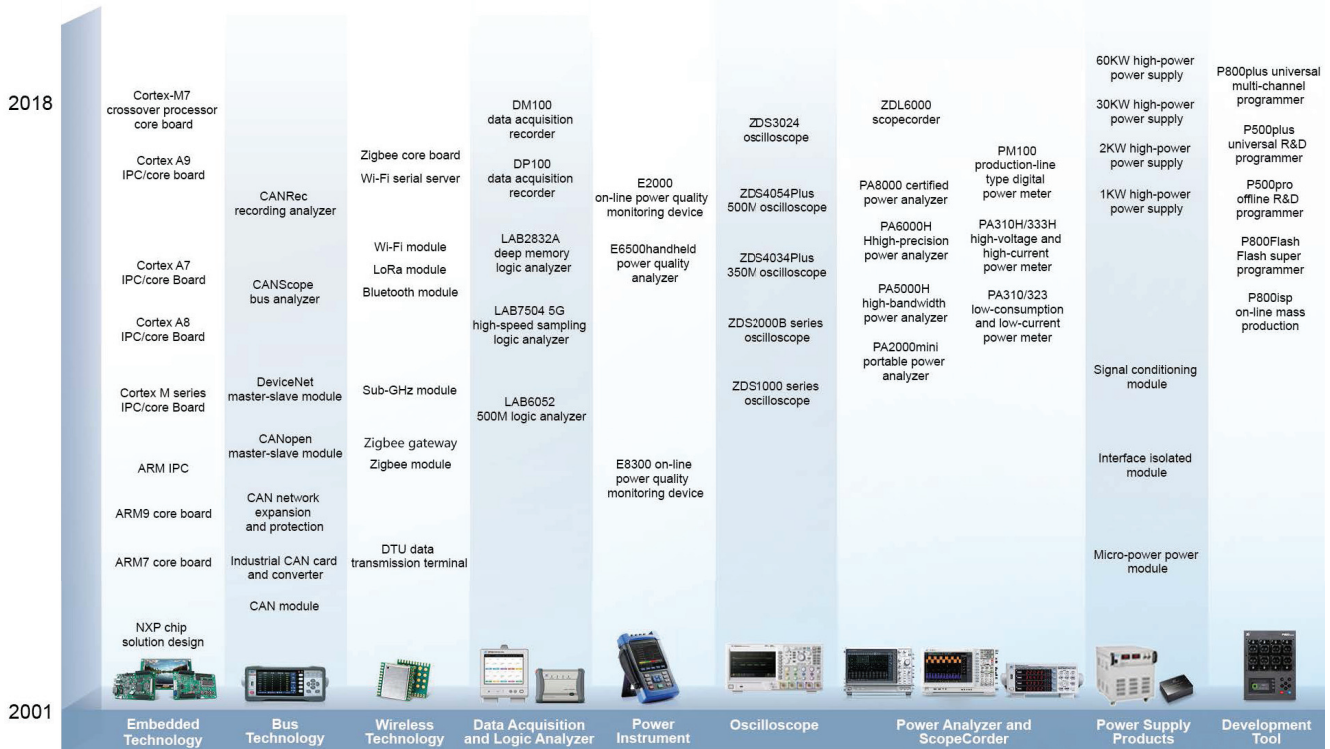 2018
2001
Cortex-M7
crossover processor
core board
Cortex A9
IPC/core board
Cortex A7
IPC/core Board
Cortex A8
IPC/core Board
Cortex M series
IPC/core Board
ARM IPC
ARM9 core board
ARM7 core board
NXP chip
solution design
Embedded
Technology
CANRec
recording analyzer
CANScope
bus analyzer
DeviceNet
master-slave module
CANopen
master-slave module
CAN network
expansion
and protection
Industrial CAN card
and converter
CAN module
Bus
Technology
Zigbee core board
Wi-Fi serial server
Wi-Fi module
LoRa module
Bluetooth module
Sub-GHz module
Zigbee gateway
Zigbee module
DTU data
transmission terminal
Wireless
Technology
DM100
data acquisition
recorder
DP100
data acquisition
recorder
LAB2832A
deep memory
logic analyzer
LAB7504 5G
high-speed sampling
logic analyzer
LAB6052
500M logic analyzer
Data Acquisition
and Logic Analyzer
E2000
on-line power quality
monitoring device
E6500handheld
power quality
analyzer
E8300 on-line
power quality
monitoring device
Power
Instrument
ZDS3024
oscilloscope
ZDS4054Plus
500M oscilloscope
ZDS4034Plus
350M oscilloscope
ZDS2000B series
oscilloscope
ZDS1000 series
oscilloscope
Oscilloscope
ZDL6000
scopecorder
PA8000 certified
power analyzer
PA6000H
Hhigh-precision
power analyzer
PA5000H
high-bandwidth
power analyzer
PA2000mini
portable power
analyzer
PM100
production-line
type digital
power meter
PA310H/333H
high-voltage and
high-current
power meter
PA310/323
low-consumption
and low-current
power meter
Power Analyzer and
ScopeCorder
60KW high-power
power supply
30KW high-power
power supply
2KW high-power
power supply
1KW high-power
power supply
Signal conditioning
module
Interface isolated
module
Micro-power power
module
Power Supply
Products
P800plus universal
multi-channel
programmer
P500plus
universal R&D
programmer
P500pro
offline R&D
programmer
P800Flash
Flash super
programmer
P800isp
on-line mass
production
Development
Tool